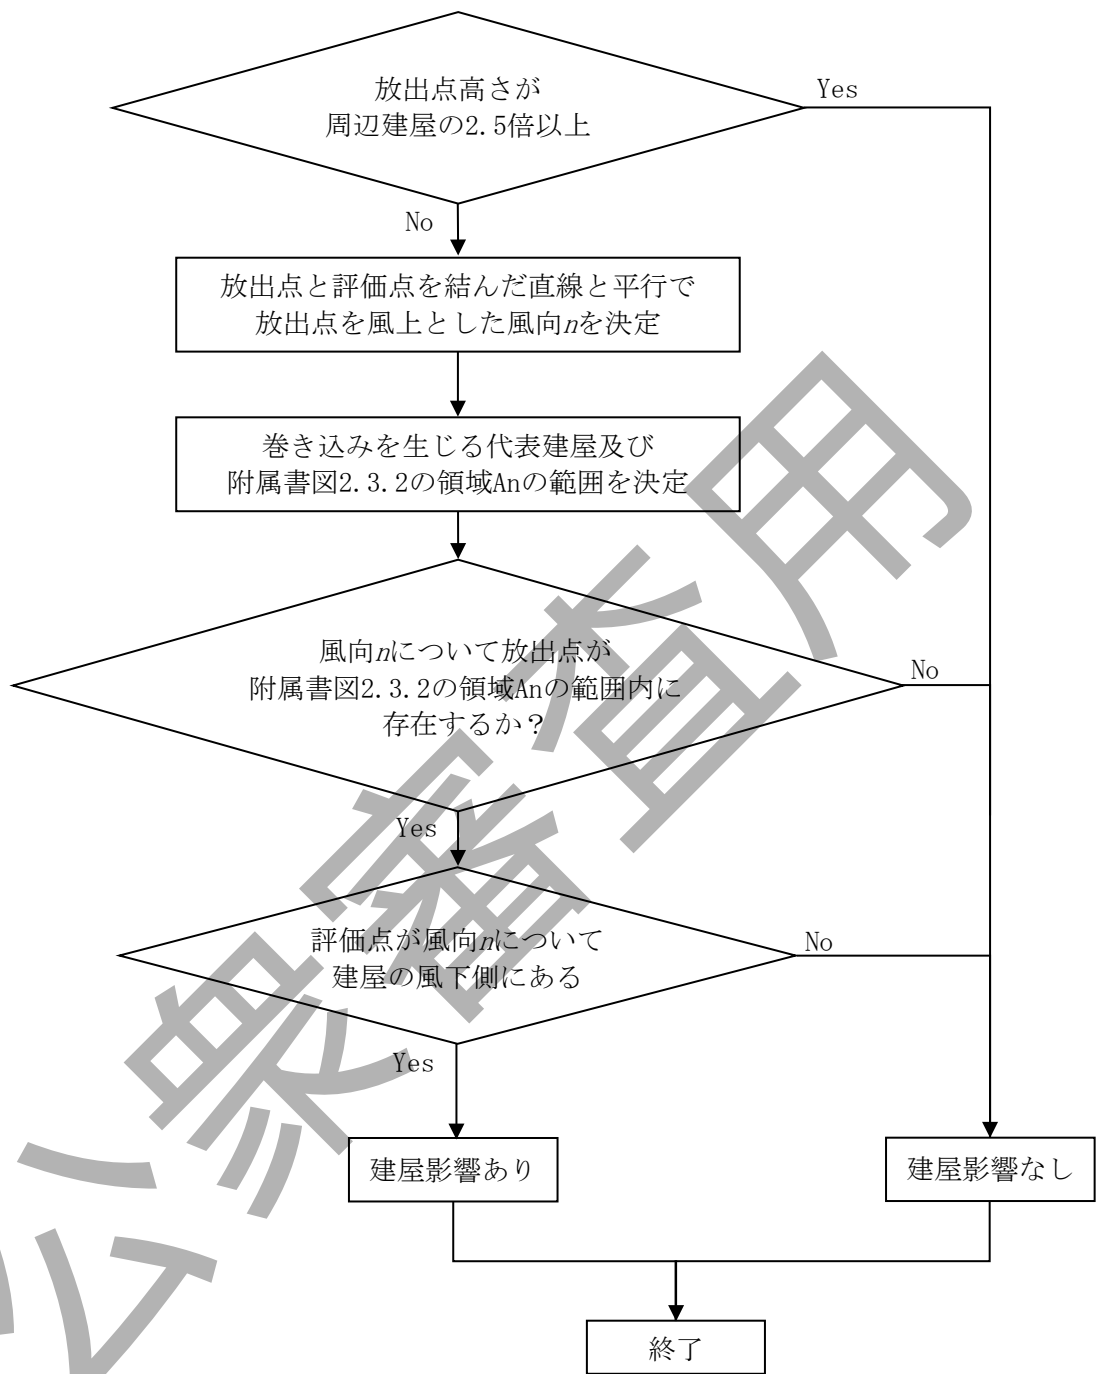 放出点高さが
周辺建屋の2.5倍以上
Yes
No
放出点と評価点を結んだ直線と平行で
放出点を風上とした風向nを決定
巻き込みを生じる代表建屋及び
附属書図2.3.2の領域Anの範囲を決定
風向nについて放出点が
附属書図2.3.2の領域Anの範囲内に
存在するか?
No
Yes
評価点が風向nについて
建屋の風下側にある
No
Yes
建屋影響あり
建屋影響なし
終了
公衆審査用